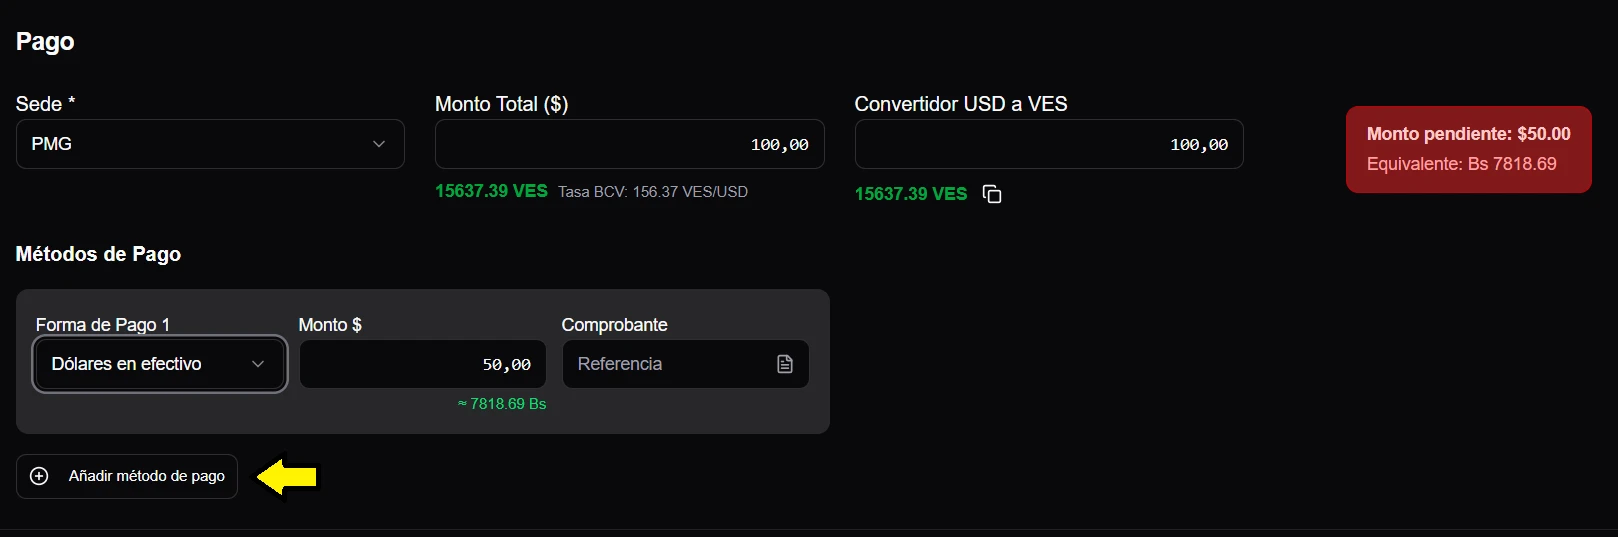 Pago
Sede *
PMG
Monto Total ($)
100,00
15637.39 VES Tasa BCV: 156.37 VES/USD
Convertidor USD a VES
100,00
15637.39 VES
Monto pendiente: $50.00
Equivalente: Bs 7818.69
Métodos de Pago
Forma de Pago 1
Dólares en efectivo
Monto $
50,00
≈ 7818.69 Bs
Comprobante
Referencia
Añadir método de pago